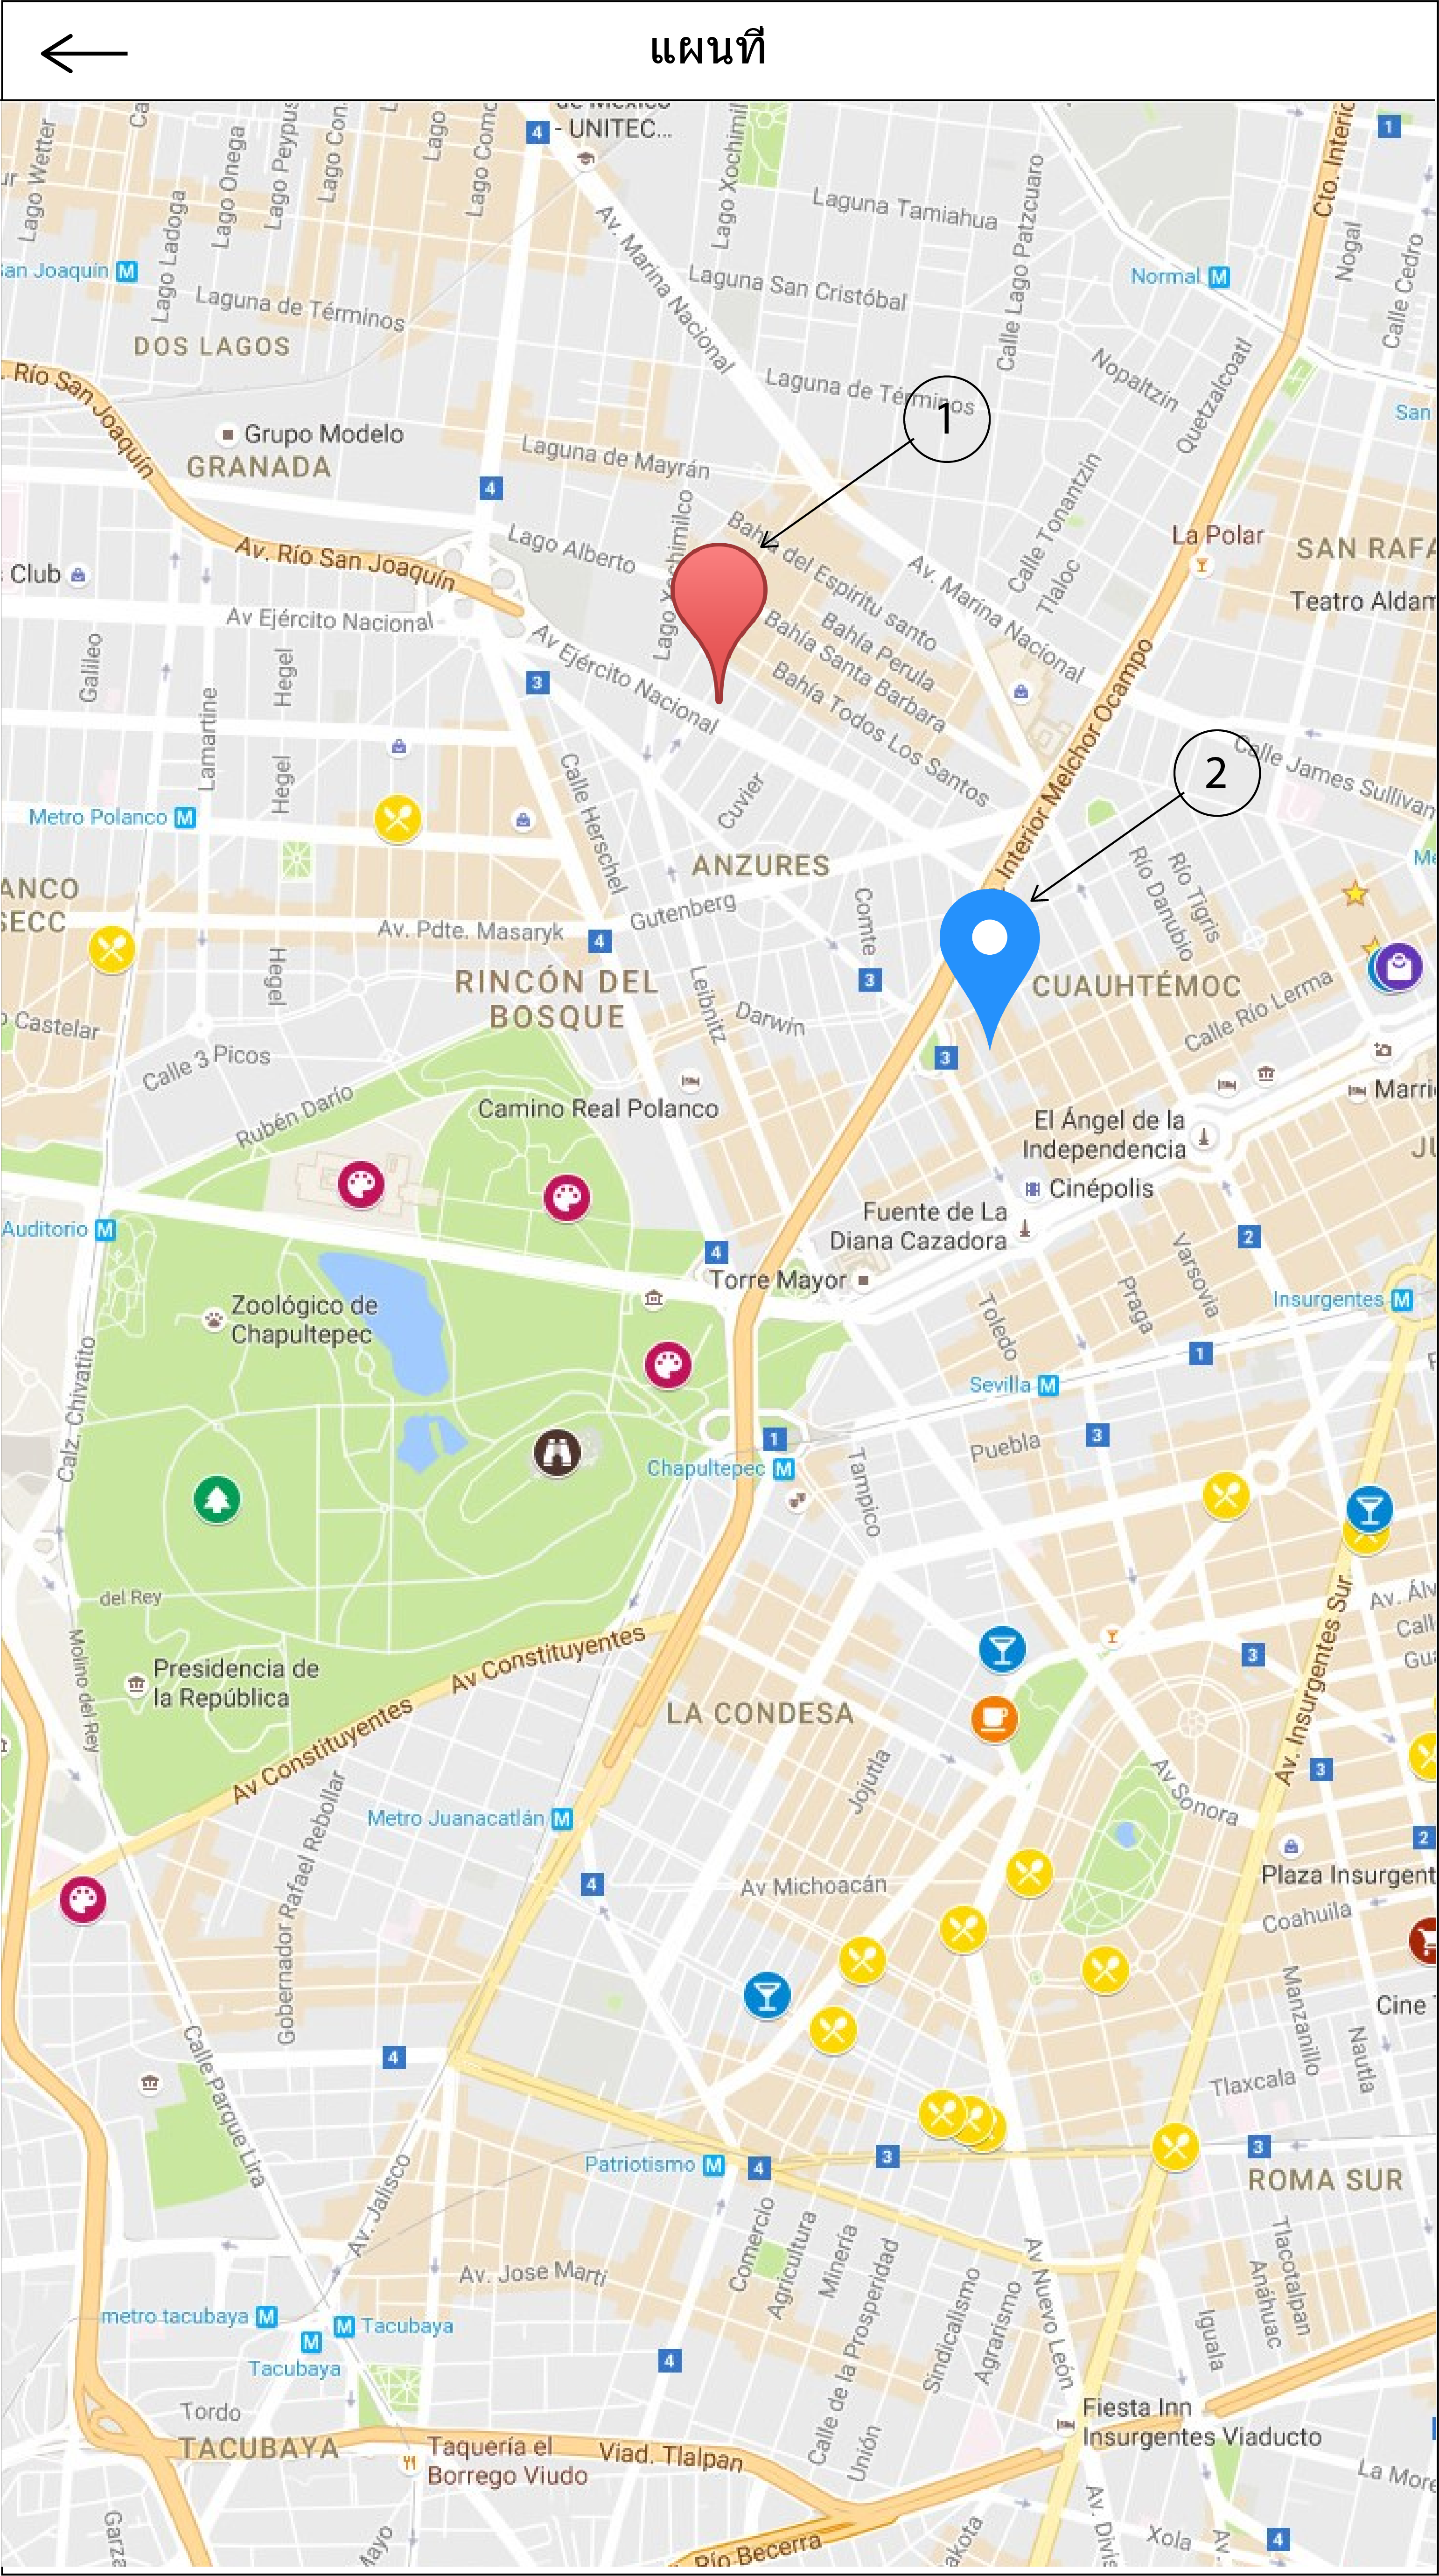 แผนที่
de México
- UNITEC...
4
1
Cto. Interio
Lago Wetter
Lago Ladoga
Lago Onega
Lago Peypus
Lago Con.
Lago
Lago Como
Lago Xochimil
Av. Marina Nacional
Laguna Tamiahua
Calle Lago Patzcuaro
Nogal
Calle Cedro
San Joaquín M
Laguna de Términos
Laguna San Cristóbal
Normal M
DOS LAGOS
Río San Joaquín
Laguna de Términos
Nopaltzin
Quetzalcoatl
San
1
Grupo Modelo
GRANADA
Laguna de Mayrán
4
Lago Xochimilco
Calle Tonantzin
La Polar
SAN RAFA
Av. Río San Joaquín
Lago Alberto
Bahía del Espiritu santo
Av. Marina Nacional
Tlaloc
Club
Teatro Aldam
Av Ejército Nacional
Av Ejército Nacional
Bahía Perula
Bahía Santa Barbara
Bahía Todos Los Santos
Galileo
Hegel
3
Lamartine
Interior Melchor Ocampo
2
Calle James Sullivan
Hegel
Calle Herschel
Cuvier
Metro Polanco M
ANZURES
Me
ANCO
SECC
Río Tigris
Río Danubio
Av. Pdte. Masaryk
4
Gutenberg
Comte
Hegel
RINCÓN DEL
BOSQUE
Leibnitz
Darwin
3
CUAUHTÉMOC
Calle Río Lerma
o Castelar
Calle 3 Picos
3
Rubén Darío
Camino Real Polanco
Marri
El Ángel de la
Independencia
JU
Cinépolis
Auditorio M
Fuente de La
Diana Cazadora
2
4
Torre Mayor
Varsovia
Praga
Toledo
Insurgentes M
Zoológico de
Chapultepec
1
Calz. Chivatito
Sevilla M
1
3
Puebla
Chapultepec M
Tampico
del Rey
Molino del Rey
Av. Álv
Calle
Gua
Av Constituyentes
3
Presidencia de
la República
Av Constituyentes
LA CONDESA
Av. Insurgentes Sur
Jojutla
3
Av Sonora
Metro Juanacatlán M
2
Gobernador Rafael Rebollar
4
Av Michoacán
Plaza Insurgent
Coahuila
Manzanillo
Cine
Nautla
Calle Parque Lira
4
Tlaxcala
Patriotismo M
4
3
3
ROMA SUR
Av. Jalisco
Comercio
Agricultura
Minería
Calle de la Prosperidad
Av Nuevo León
Tlacotalpan
Anáhuac
Av. Jose Marti
Sindicalismo
Agrarismo
Iguala
metro tacubaya M
M Tacubaya
M
Tacubaya
4
Tordo
TACUBAYA
Unión
Fiesta Inn
Insurgentes Viaducto
Taquería el
Borrego Viudo
Viad. Tlalpan
La More
Garza
Mayo
Río Becerra
akota
Av. Divis
Xola
Av.
4